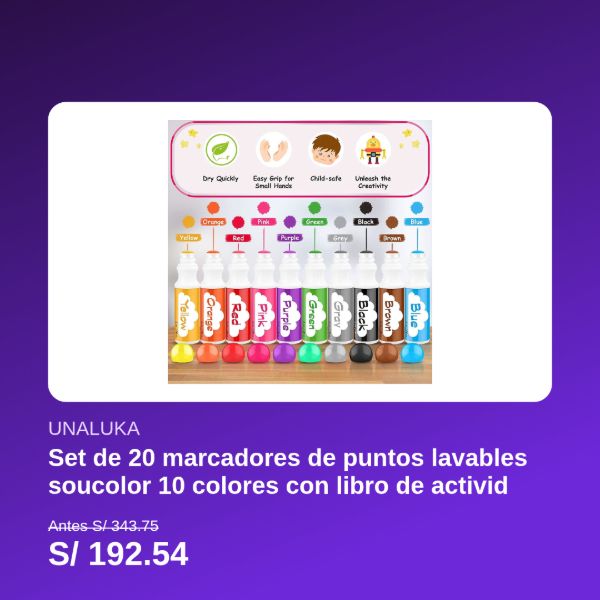 Dry Quickly
Easy Grip for
Small Hands
Child-safe
Unleash the
Creativity
Orange
Pink
Green
Black
Blue
Yellow
Red
Purple
Grey
Brown
Yellow
Orange
Red
Pink
Purple
Green
Gray
Black
Brown
Blue
UNALUKA
Set de 20 marcadores de puntos lavables
soucolor 10 colores con libro de activid
Antes S/ 343.75
S/ 192.54